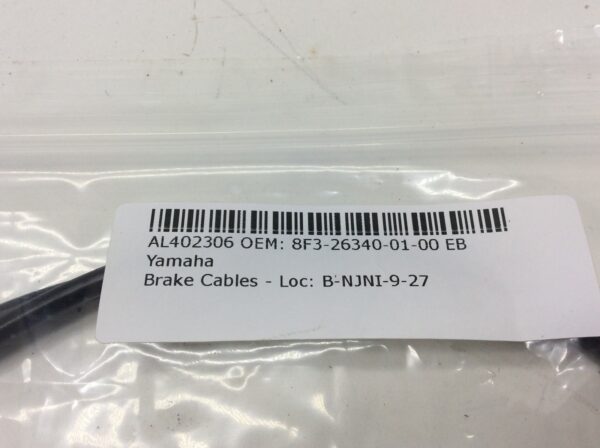 AL402306 OEM: 8F3-26340-01-00 EB
Yamaha
Brake Cables - Loc: B-NJNI-9-27